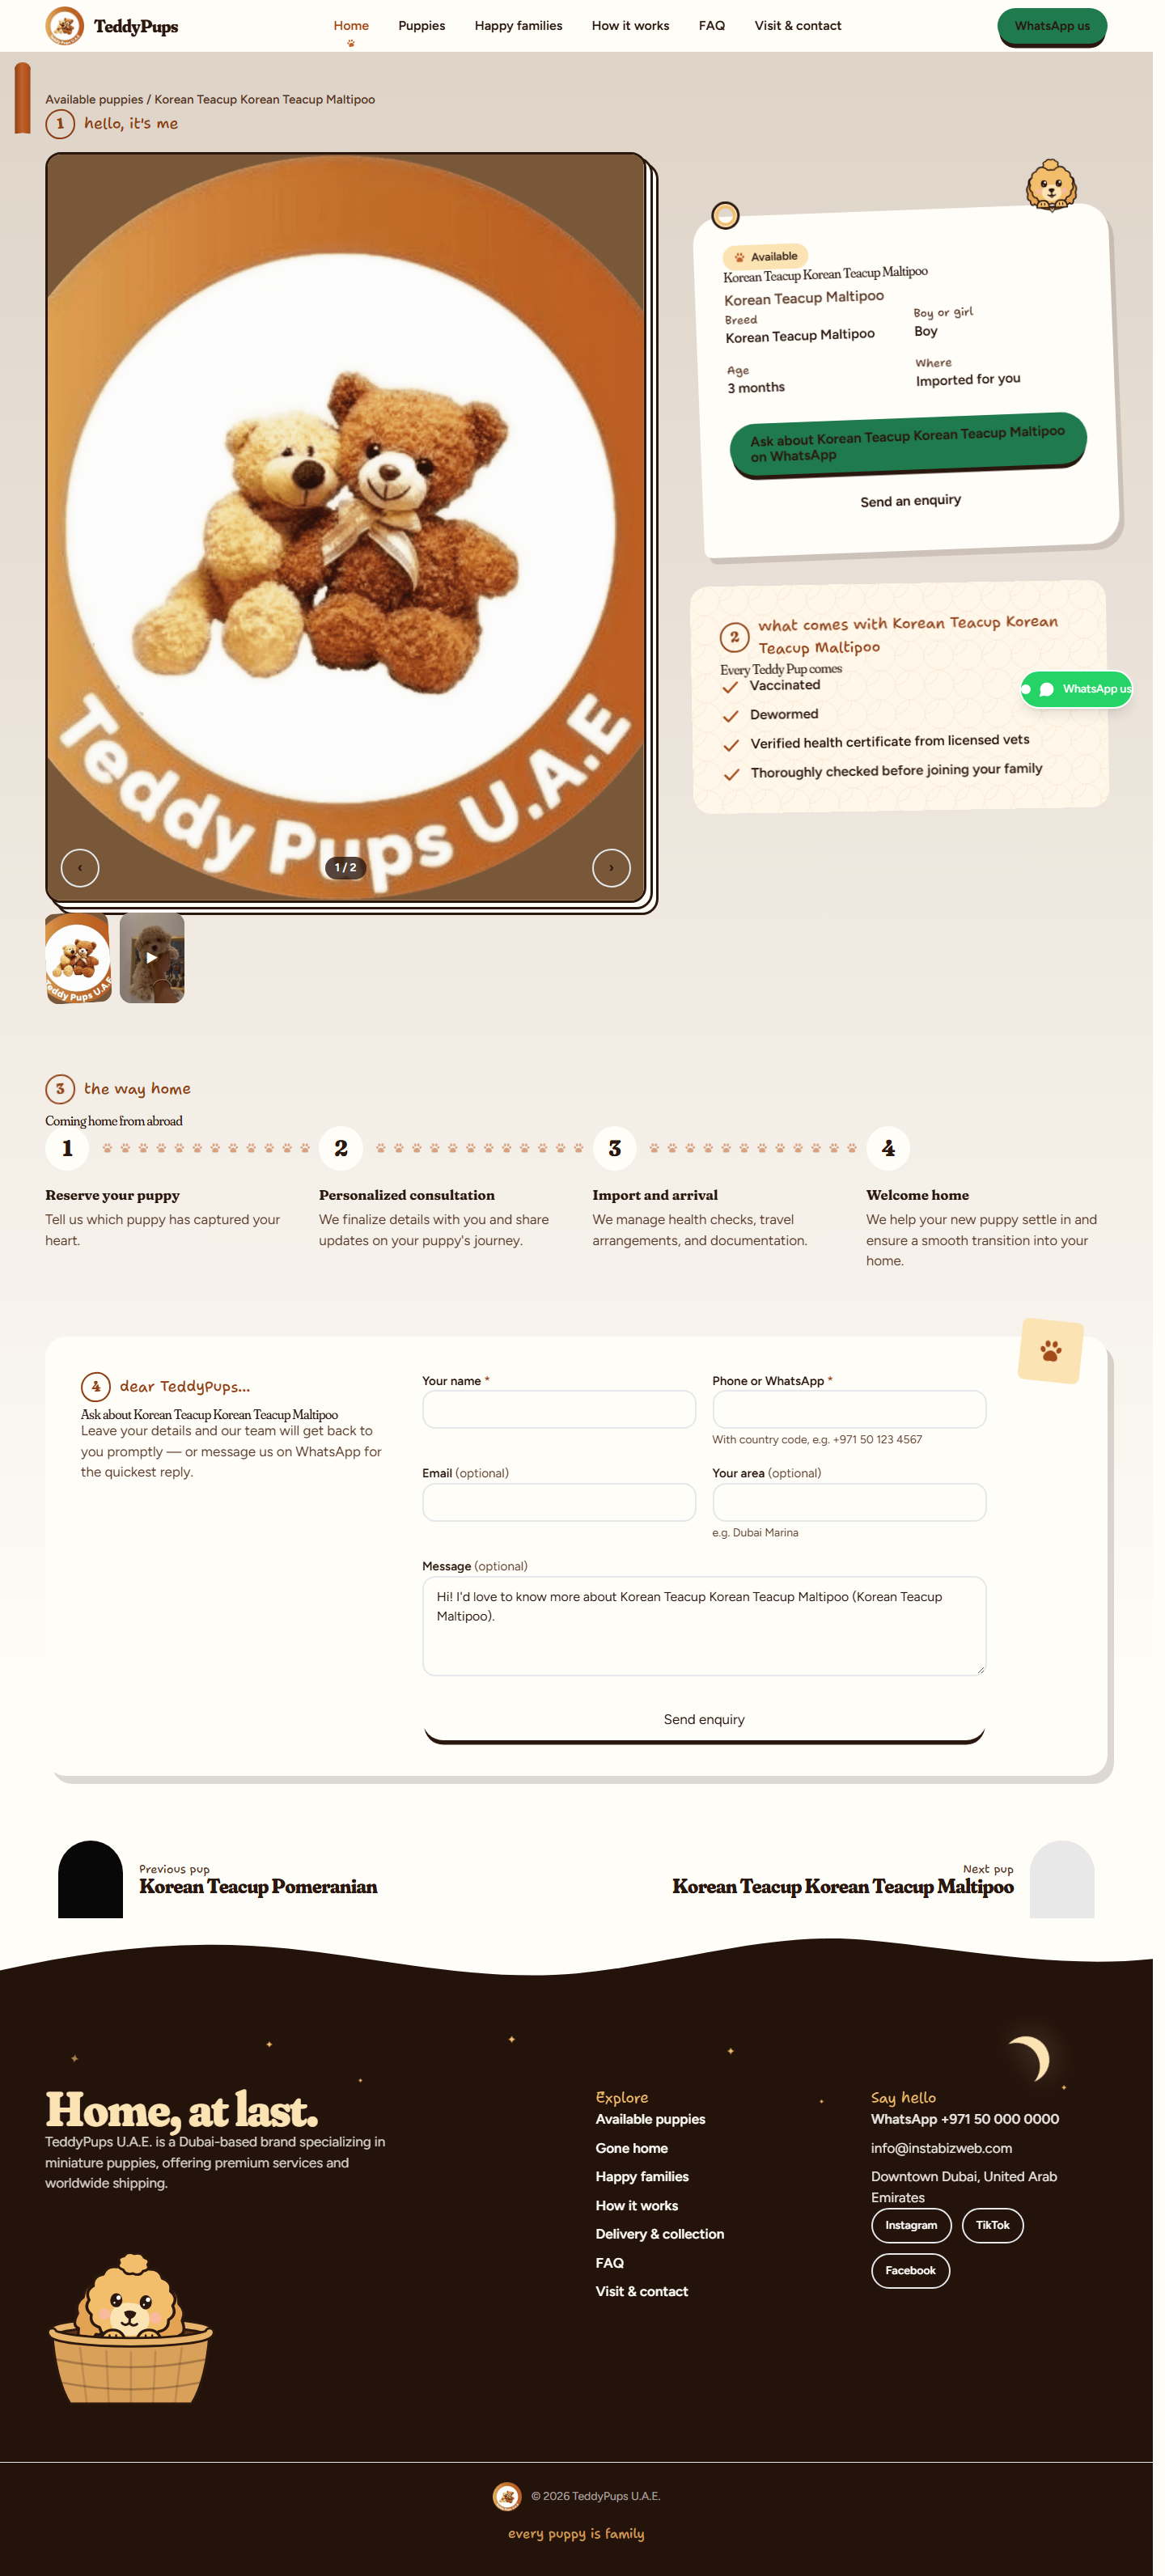 TeddyPups
Home
Puppies
Happy families
How it works
FAQ
Visit & contact
WhatsApp us
Available puppies / Korean Teacup Korean Teacup Maltipoo
1 hello, it's me
Teddy Pups U.A.E
‹
1 / 2
›
Teddy Pups U.A.E
Available
Korean Teacup Korean Teacup Maltipoo
Korean Teacup Maltipoo
Breed
Korean Teacup Maltipoo
Boy or girl
Boy
Age
3 months
Where
Imported for you
Ask about Korean Teacup Korean Teacup Maltipoo
on WhatsApp
Send an enquiry
2 what comes with Korean Teacup Korean
Teacup Maltipoo
Every Teddy Pup comes
Vaccinated
Dewormed
Verified health certificate from licensed vets
Thoroughly checked before joining your family
WhatsApp us
3 the way home
Coming home from abroad
1
2
3
4
Reserve your puppy
Tell us which puppy has captured your
heart.
Personalized consultation
We finalize details with you and share
updates on your puppy's journey.
Import and arrival
We manage health checks, travel
arrangements, and documentation.
Welcome home
We help your new puppy settle in and
ensure a smooth transition into your
home.
4 dear TeddyPups...
Ask about Korean Teacup Korean Teacup Maltipoo
Leave your details and our team will get back to
you promptly — or message us on WhatsApp for
the quickest reply.
Your name *
Phone or WhatsApp *
With country code, e.g. +971 50 123 4567
Email (optional)
Your area (optional)
e.g. Dubai Marina
Message (optional)
Hi! I'd love to know more about Korean Teacup Korean Teacup Maltipoo (Korean Teacup
Maltipoo).
Send enquiry
Previous pup
Korean Teacup Pomeranian
Next pup
Korean Teacup Korean Teacup Maltipoo
Home, at last.
TeddyPups U.A.E. is a Dubai-based brand specializing in
miniature puppies, offering premium services and
worldwide shipping.
Explore
Available puppies
Gone home
Happy families
How it works
Delivery & collection
FAQ
Visit & contact
Say hello
WhatsApp +971 50 000 0000
info@instabizweb.com
Downtown Dubai, United Arab
Emirates
Instagram
TikTok
Facebook
© 2026 TeddyPups U.A.E.
every puppy is family